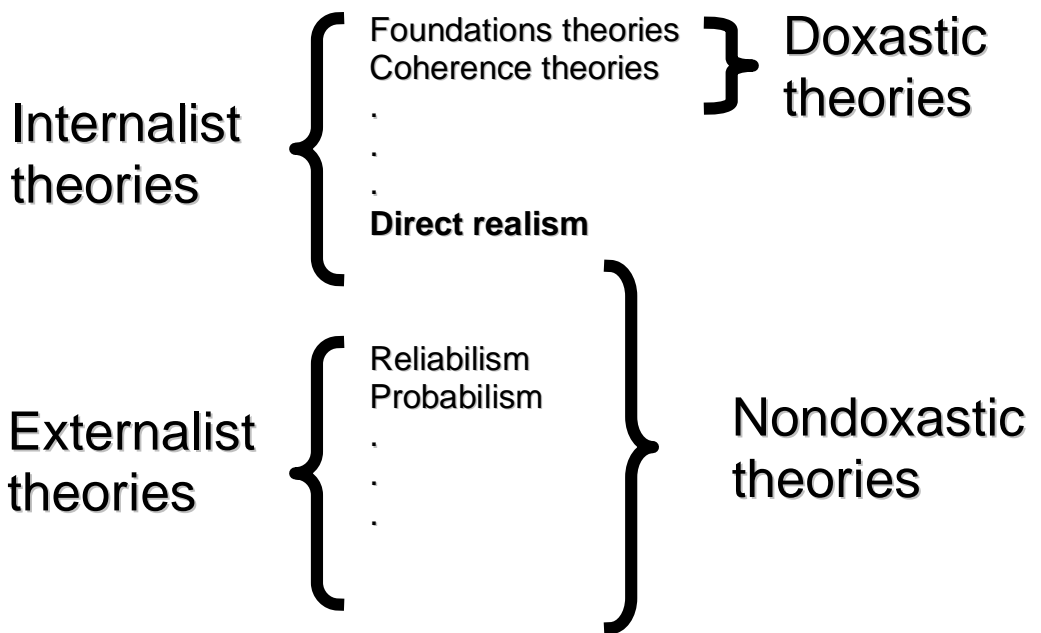 Internalist
theories
Foundations theories
Coherence theories
.
.
.
Direct realism
Doxastic
theories
Externalist
theories
Reliabilism
Probabilism
.
.
.
Nondoxastic
theories